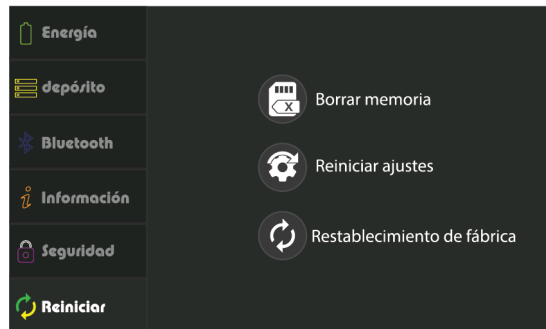 Energía
depósito
Bluetooth
Información
Seguridad
Reiniciar
Borrar memoria
Reiniciar ajustes
Restablecimiento de fábrica